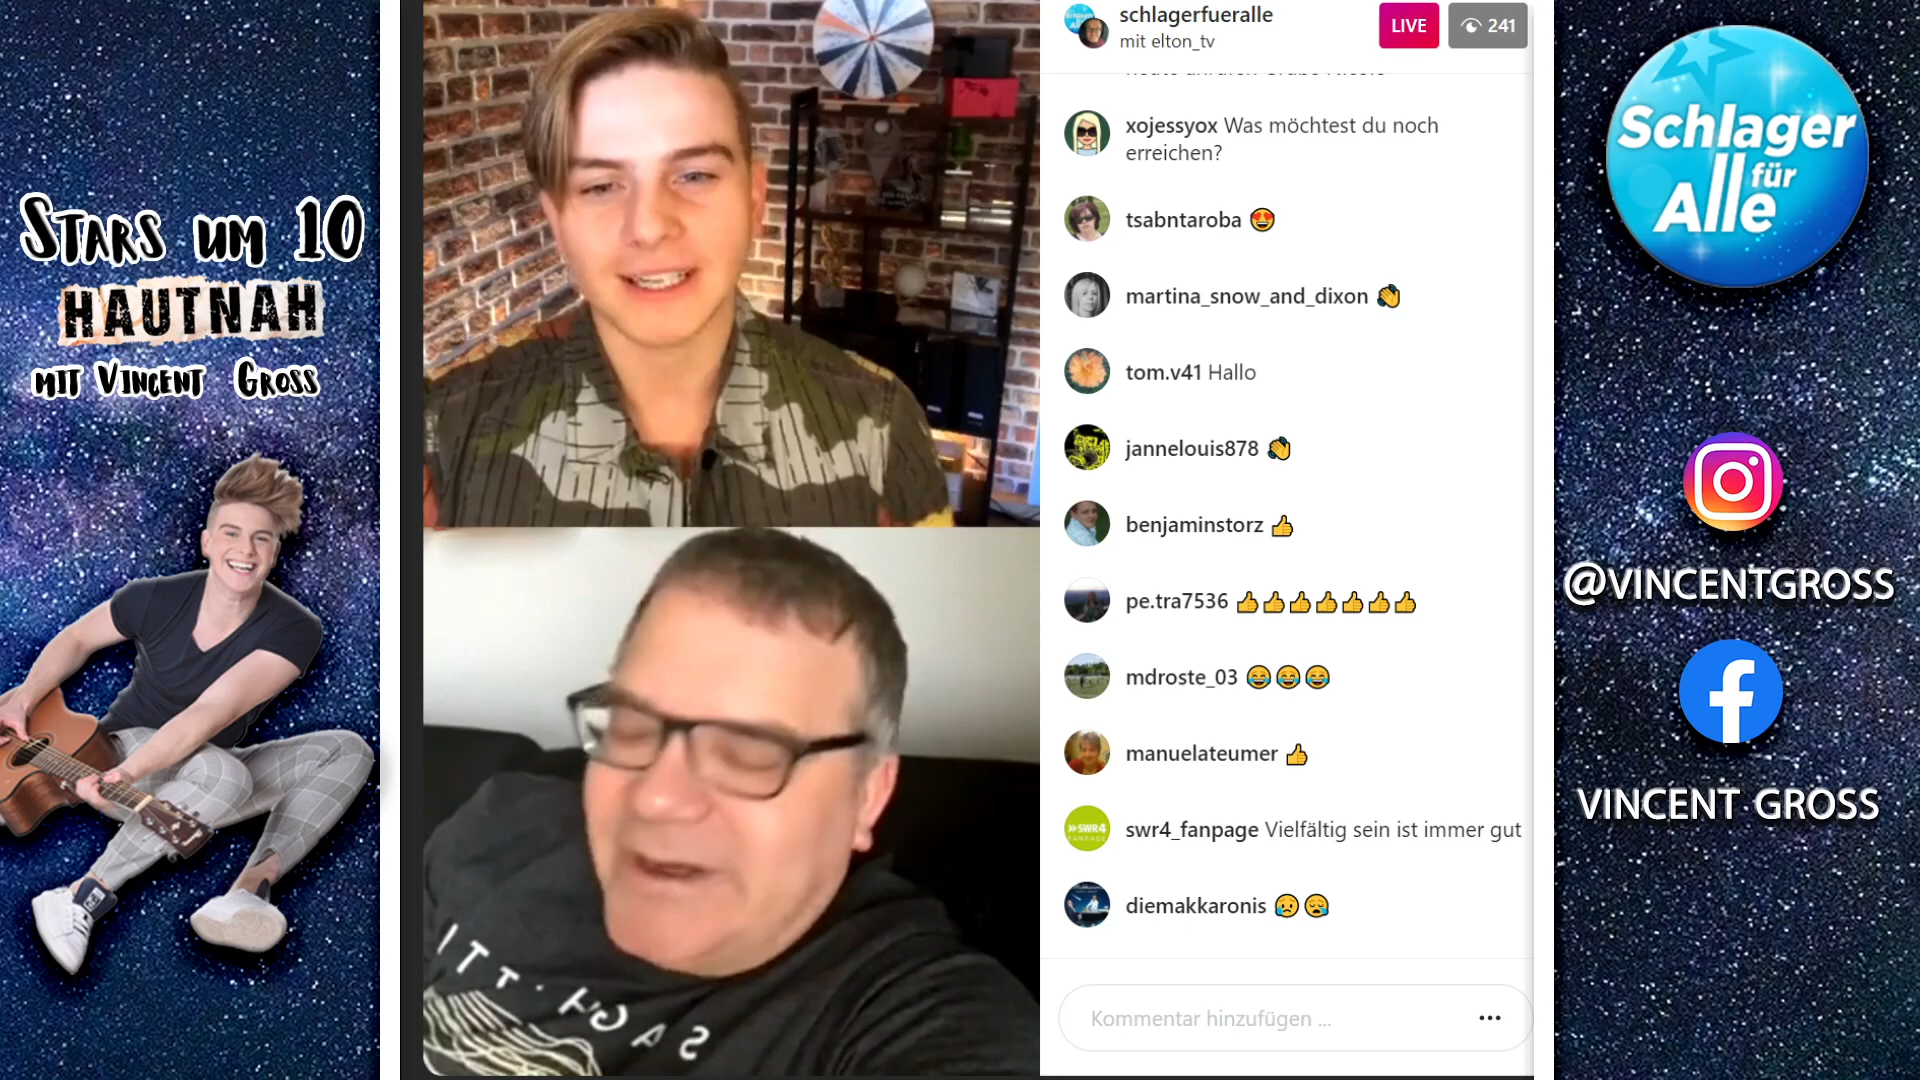 STARS UM 10
HAUTNAH
MIT VINCENT GROSS
schlagerfueralle
mit elton_tv
LIVE
241
xojessyox Was möchtest du noch
erreichen?
tsabntaroba 😍
martina_snow_and_dixon 👏
tom.v41 Hallo
jannelouis878 👏
benjaminstorz 👍
pe.tra7536 👍👍👍👍👍👍👍
mdroste_03 😂😂😂
manuelateumer 👍
»SWR4
FANPAGE
swr4_fanpage Vielfältig sein ist immer gut
diemakkaronis 😥😪
Kommentar hinzufügen ...
Schlager
für
Alle
@VINCENTGROSS
VINCENT GROSS